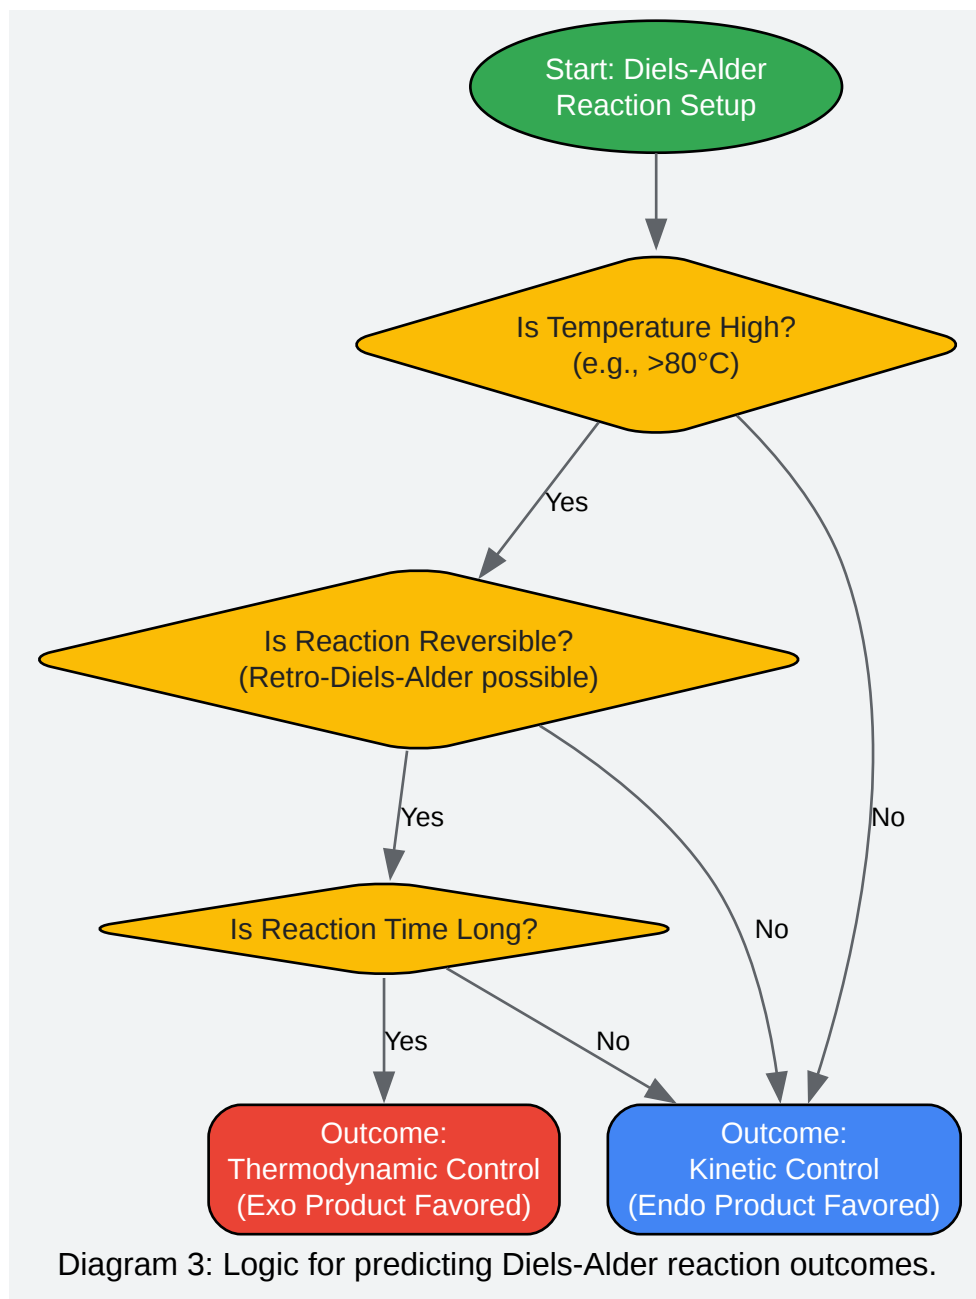 Start: Diels-Alder
Reaction Setup
Is Temperature High?
(e.g., >80°C)
Yes
Is Reaction Reversible?
(Retro-Diels-Alder possible)
Yes
No
Is Reaction Time Long?
No
Yes
No
Outcome:
Thermodynamic Control
(Exo Product Favored)
Outcome:
Kinetic Control
(Endo Product Favored)
Diagram 3: Logic for predicting Diels-Alder reaction outcomes.